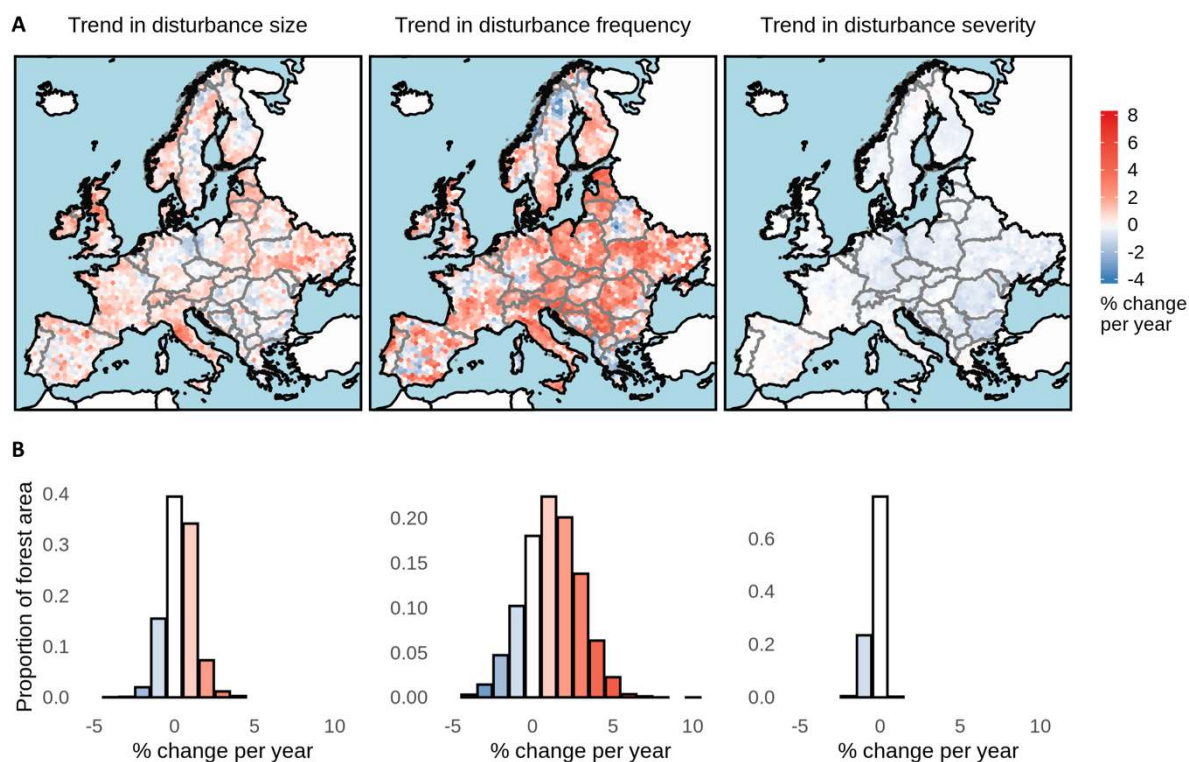 A
Trend in disturbance size
Trend in disturbance frequency
Trend in disturbance severity
8
6
4
2
0
-2
-4
% change
per year
B
Proportion of forest area
0.4
0.3
0.2
0.1
0.0
-5 0 5 10
% change per year
0.20
0.15
0.10
0.05
0.00
-5 0 5 10
% change per year
0.6
0.4
0.2
0.0
-5 0 5 10
% change per year